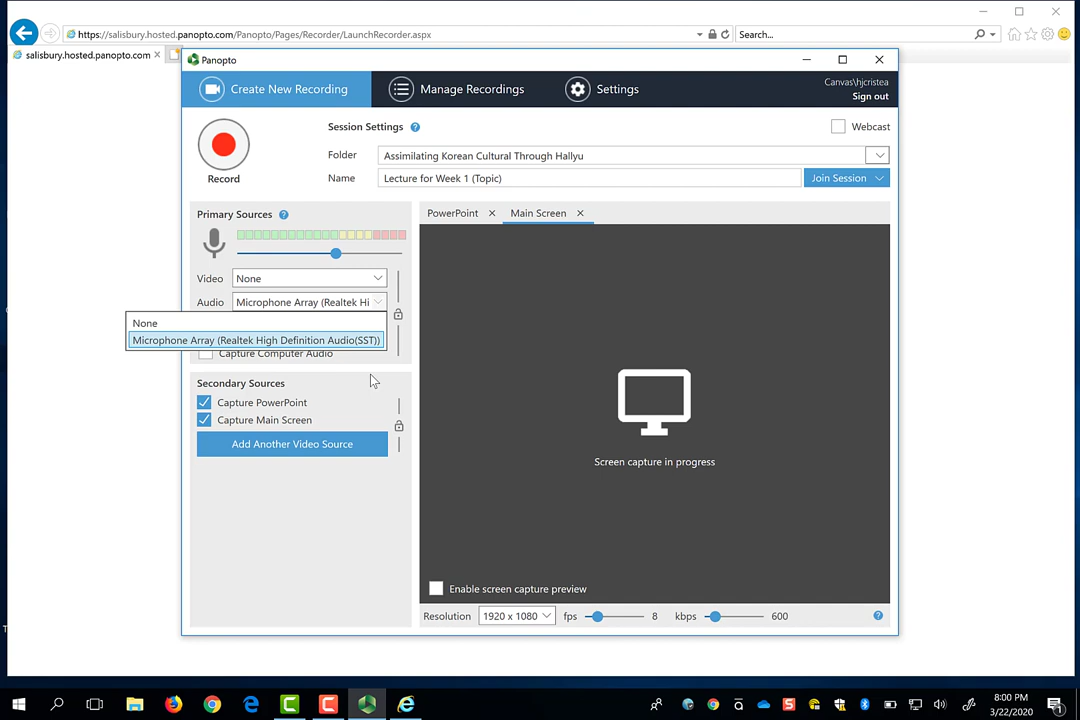 https://salisbury.hosted.panopto.com/Panopto/Pages/Recorder/LaunchRecorder.aspx
Search...
salisbury.hosted.panopto.com
Panopto
Create New Recording
Manage Recordings
Settings
Canvas\hjcristea
Sign out
Session Settings
Webcast
Folder
Assimilating Korean Cultural Through Hallyu
Record
Name
Lecture for Week 1 (Topic)
Join Session
Primary Sources
PowerPoint
Main Screen
Video
None
Audio
Microphone Array (Realtek Hi
None
Microphone Array (Realtek High Definition Audio(SST))
Capture Computer Audio
Secondary Sources
Capture PowerPoint
Capture Main Screen
Add Another Video Source
Screen capture in progress
Enable screen capture preview
Resolution
1920 x 1080
fps
8
kbps
600
8:00 PM
3/22/2020